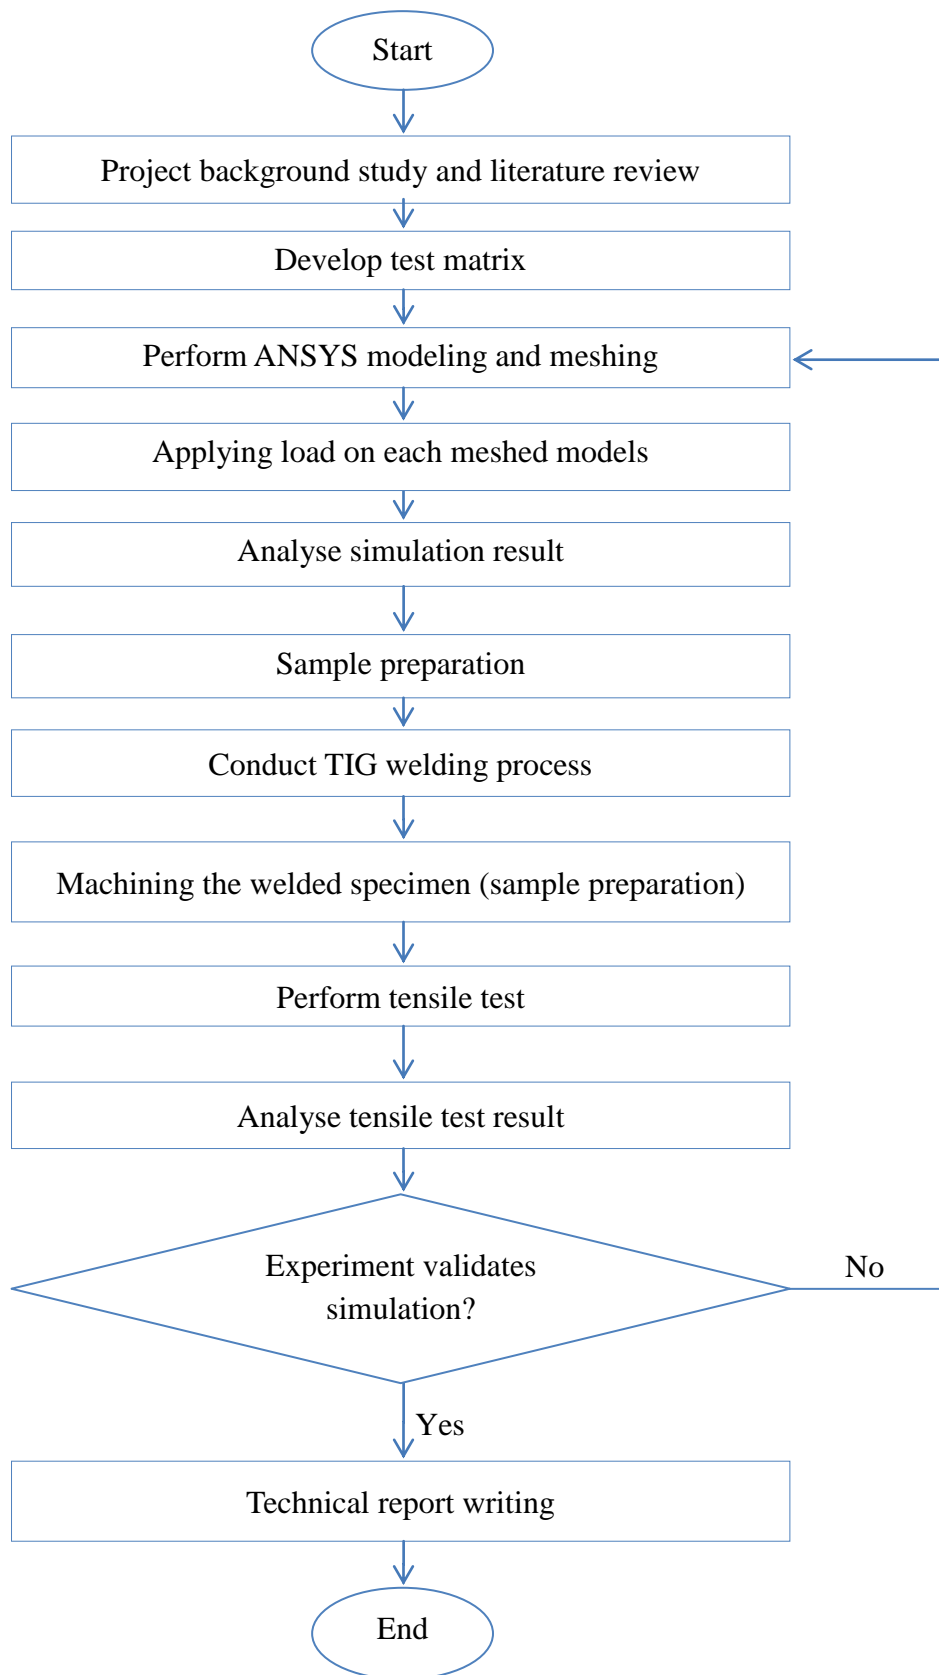 Start
Project background study and literature review
Develop test matrix
Perform ANSYS modeling and meshing
Applying load on each meshed models
Analyse simulation result
Sample preparation
Conduct TIG welding process
Machining the welded specimen (sample preparation)
Perform tensile test
Analyse tensile test result
Experiment validates
simulation?
No
Yes
Technical report writing
End